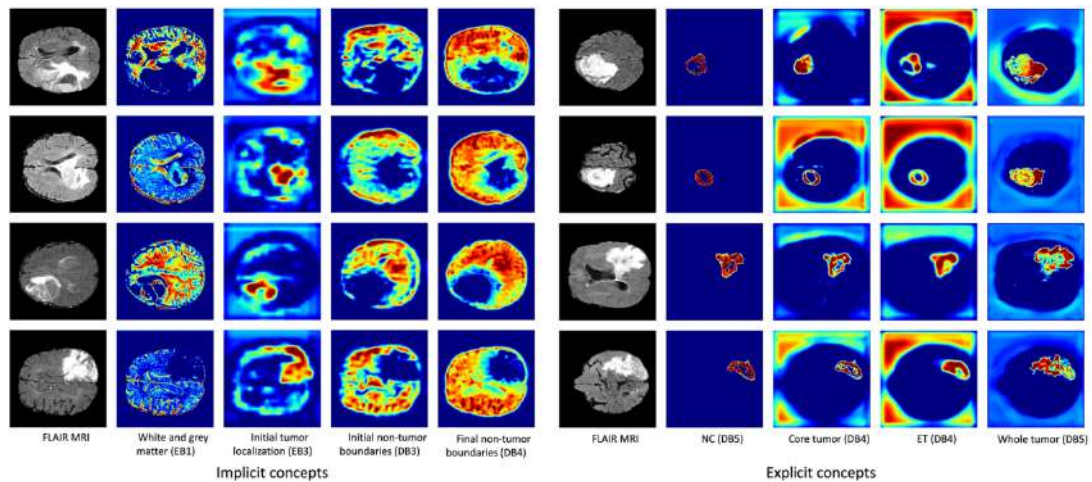 FLAIR MRI
White and grey
matter (EB1)
Initial tumor
localization (EB3)
Initial non-tumor
boundaries (DB3)
Final non-tumor
boundaries (DB4)
Implicit concepts
FLAIR MRI
NC (DB5)
Core tumor (DB4)
ET (DB4)
Whole tumor (DB5)
Explicit concepts